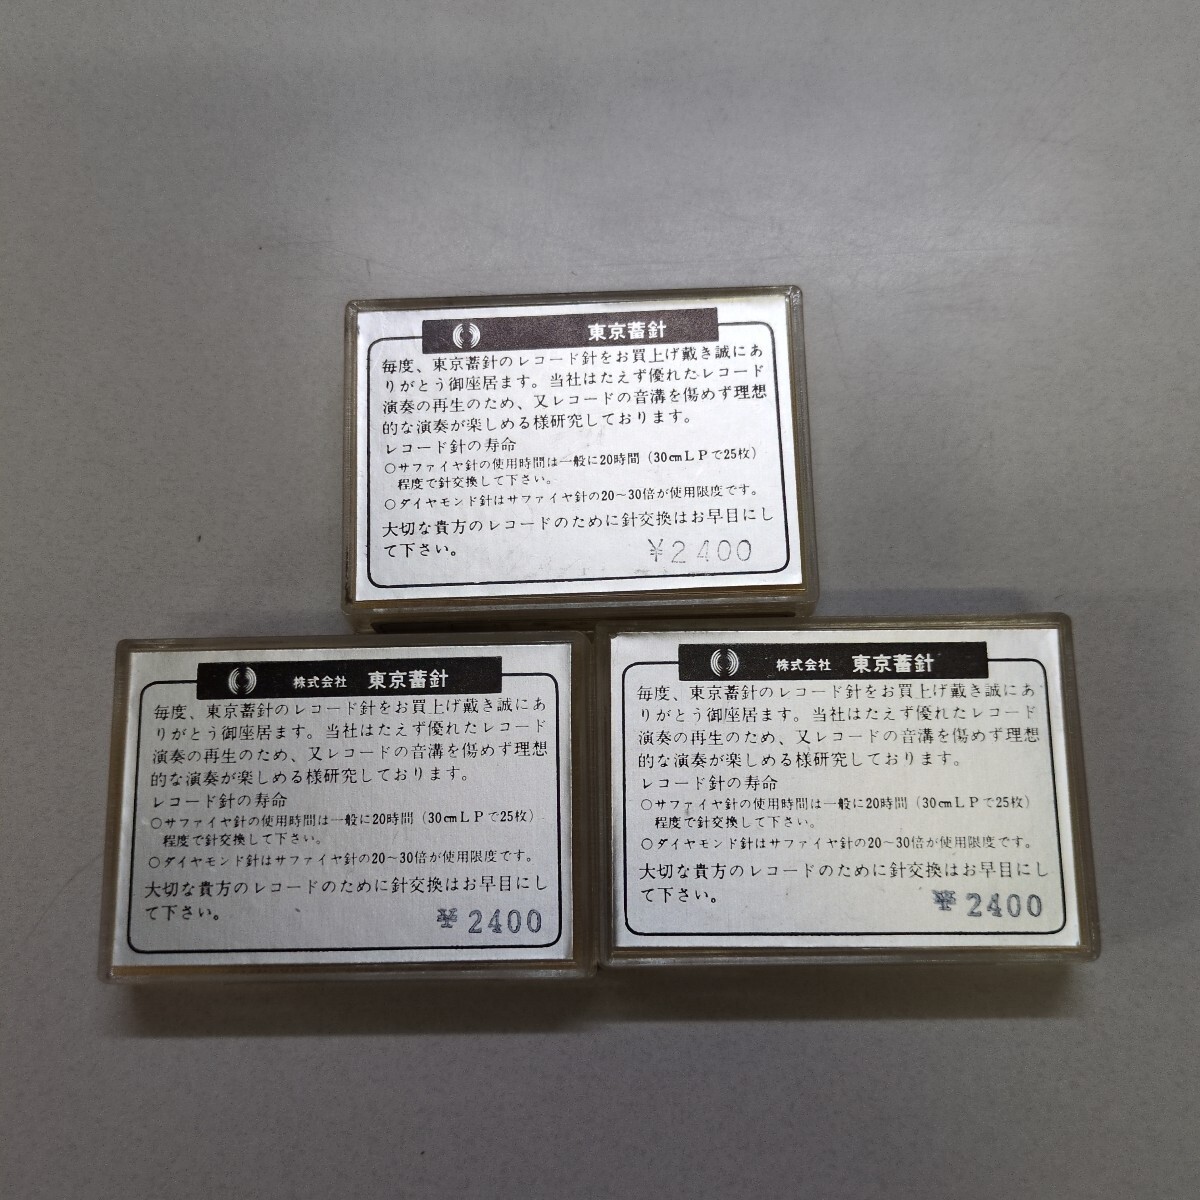 東京蓄針
毎度、東京蓄針のレコード針をお買上げ戴き誠にあ
りがとう御座居ます。当社はたえず優れたレコード
演奏の再生のため、又レコードの音溝を傷めず理想
的な演奏が楽しめる様研究しております。
レコード針の寿命
○サファイヤ針の使用時間は一般に20時間(30cmLPで25枚)
程度で針交換して下さい。
○ダイヤモンド針はサファイヤ針の20〜30倍が使用限度です。
大切な貴方のレコードのために針交換はお早目にし
て下さい。
¥2400
株式会社 東京蓄針
毎度、東京蓄針のレコード針をお買上げ戴き誠にあ
りがとう御座居ます。当社はたえず優れたレコード
演奏の再生のため、又レコードの音溝を傷めず理想
的な演奏が楽しめる様研究しております。
レコード針の寿命
○サファイヤ針の使用時間は一般に20時間(30cmLPで25枚)
程度で針交換して下さい。
○ダイヤモンド針はサファイヤ針の20〜30倍が使用限度です。
大切な貴方のレコードのために針交換はお早目にし
て下さい。
¥2400
株式会社 東京蓄針
毎度、東京蓄針のレコード針をお買上げ戴き誠にあ
りがとう御座居ます。当社はたえず優れたレコード
演奏の再生のため、又レコードの音溝を傷めず理想
的な演奏が楽しめる様研究しております。
レコード針の寿命
○サファイヤ針の使用時間は一般に20時間(30cmLPで25枚)
程度で針交換して下さい。
○ダイヤモンド針はサファイヤ針の20〜30倍が使用限度です。
大切な貴方のレコードのために針交換はお早目にし
て下さい。
¥2400